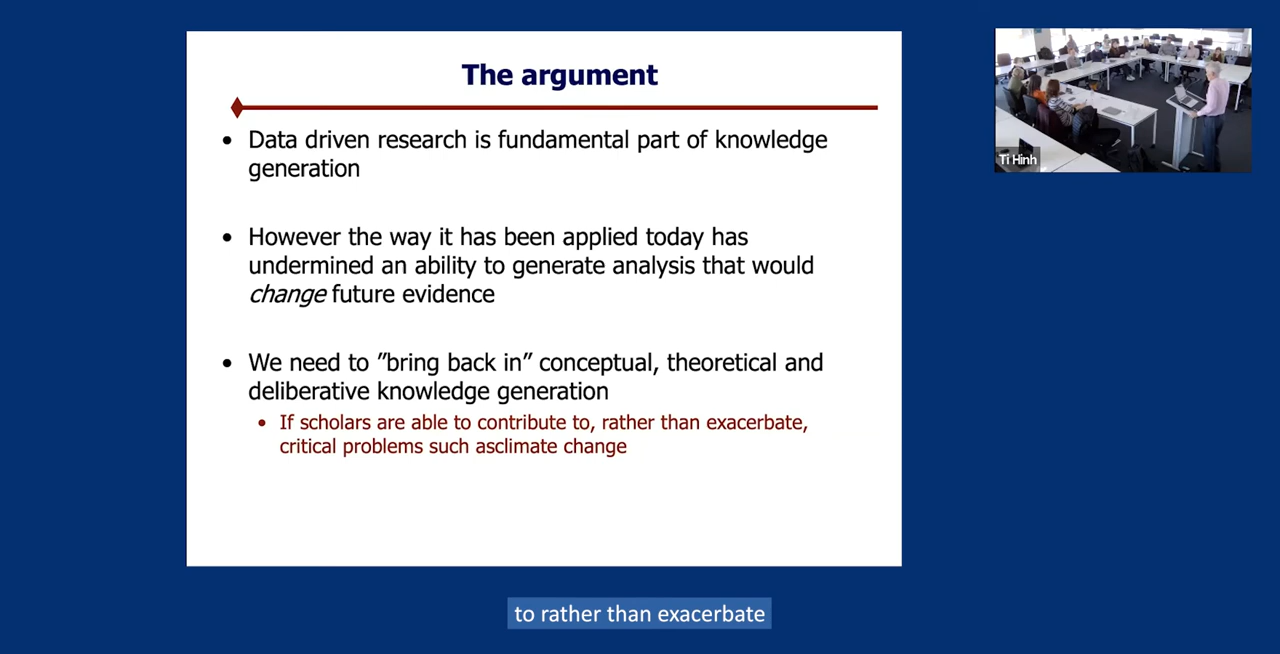 The argument
• Data driven research is fundamental part of knowledge
generation
• However the way it has been applied today has
undermined an ability to generate analysis that would
change future evidence
• We need to ”bring back in” conceptual, theoretical and
deliberative knowledge generation
• If scholars are able to contribute to, rather than exacerbate,
critical problems such asclimate change
Ti Hinh
to rather than exacerbate